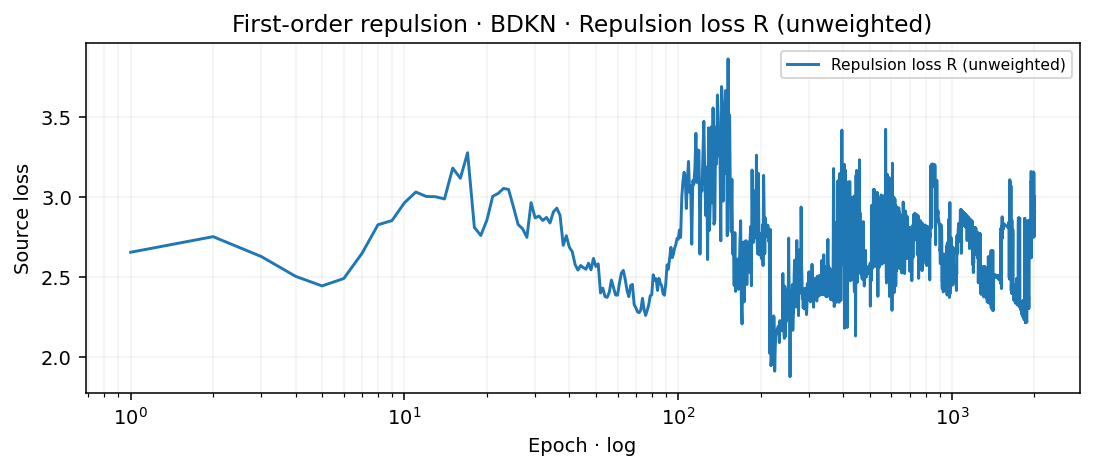 First-order repulsion · BDKN · Repulsion loss R (unweighted)
Repulsion loss R (unweighted)
Source loss
3.5
3.0
2.5
2.0
10⁰
10¹
10²
10³
Epoch · log